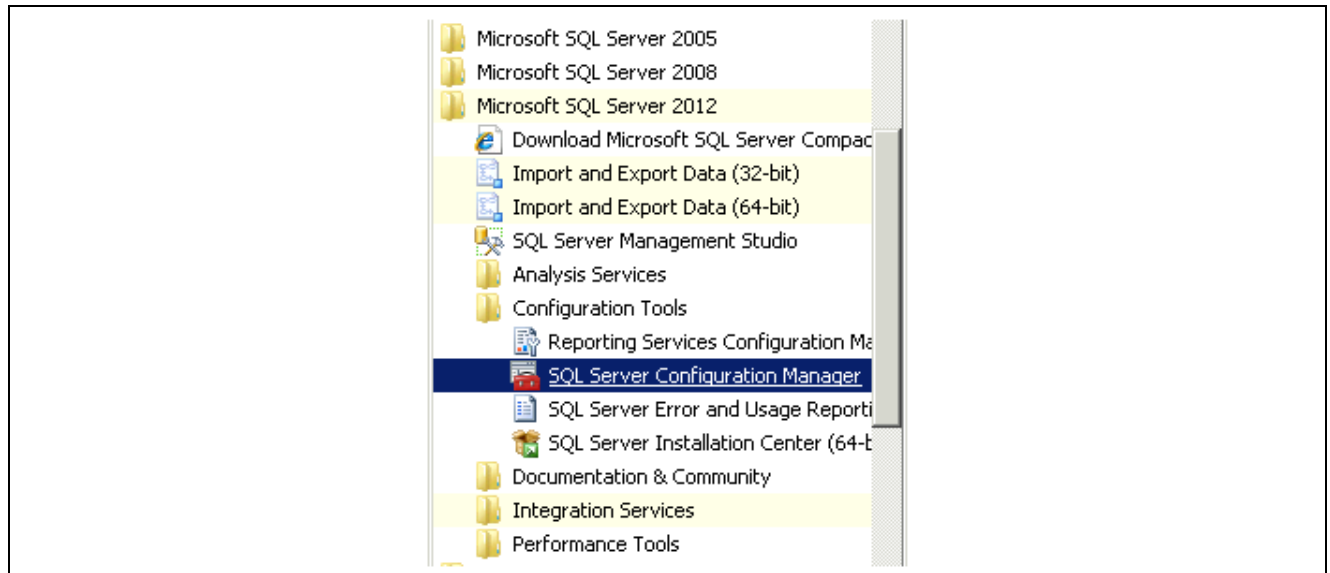 Microsoft SQL Server 2005
Microsoft SQL Server 2008
Microsoft SQL Server 2012
Download Microsoft SQL Server Compac
Import and Export Data (32-bit)
Import and Export Data (64-bit)
SQL Server Management Studio
Analysis Services
Configuration Tools
Reporting Services Configuration Ma
SQL Server Configuration Manager
SQL Server Error and Usage Reporti
SQL Server Installation Center (64-b
Documentation & Community
Integration Services
Performance Tools